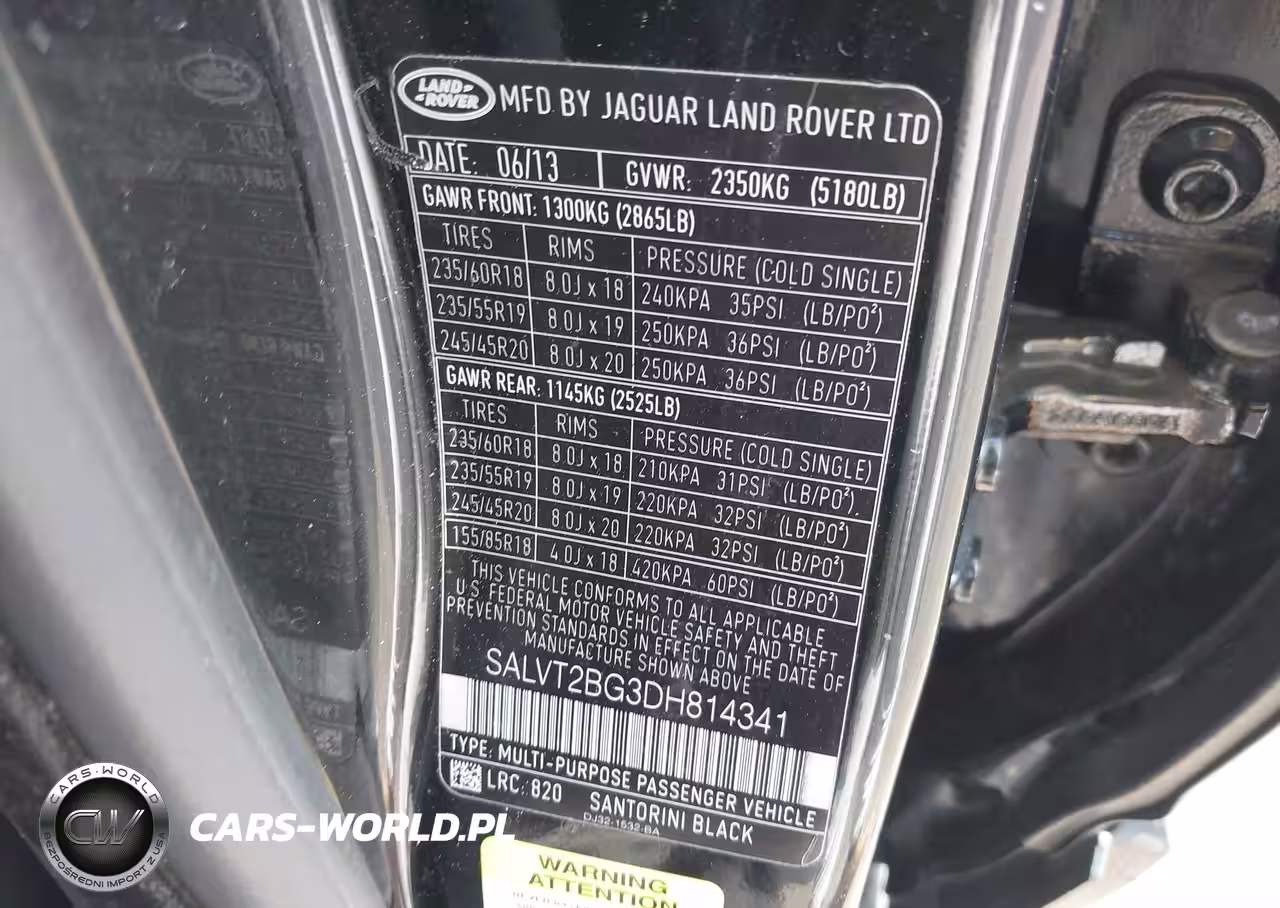 LAND ROVER
MFD BY JAGUAR LAND ROVER LTD
DATE: 06/13 GVWR: 2350KG (5180LB)
GAWR FRONT: 1300KG (2865LB)
TIRES RIMS PRESSURE (COLD SINGLE)
235/60R18 8.0J x 18 240KPA 35PSI (LB/PO²)
235/55R19 8.0J x 19 250KPA 36PSI (LB/PO²)
245/45R20 8.0J x 20 250KPA 36PSI (LB/PO²)
GAWR REAR: 1145KG (2525LB)
TIRES RIMS PRESSURE (COLD SINGLE)
235/60R18 8.0J x 18 210KPA 31PSI (LB/PO²)
235/55R19 8.0J x 19 220KPA 32PSI (LB/PO²)
245/45R20 8.0J x 20 220KPA 32PSI (LB/PO²)
155/85R18 4.0J x 18 420KPA 60PSI (LB/PO²)
THIS VEHICLE CONFORMS TO ALL APPLICABLE
U.S. FEDERAL MOTOR VEHICLE SAFETY AND THEFT
PREVENTION STANDARDS IN EFFECT ON THE DATE OF
MANUFACTURE SHOWN ABOVE
SALVT2BG3DH814341
TYPE: MULTI-PURPOSE PASSENGER VEHICLE
LRC: 820 SANTORINI BLACK
DJ32-1532-BA
WARNING
ATTENTION
CARS-WORLD
CW
BEZPOŚREDNI IMPORT Z USA
CARS-WORLD.PL